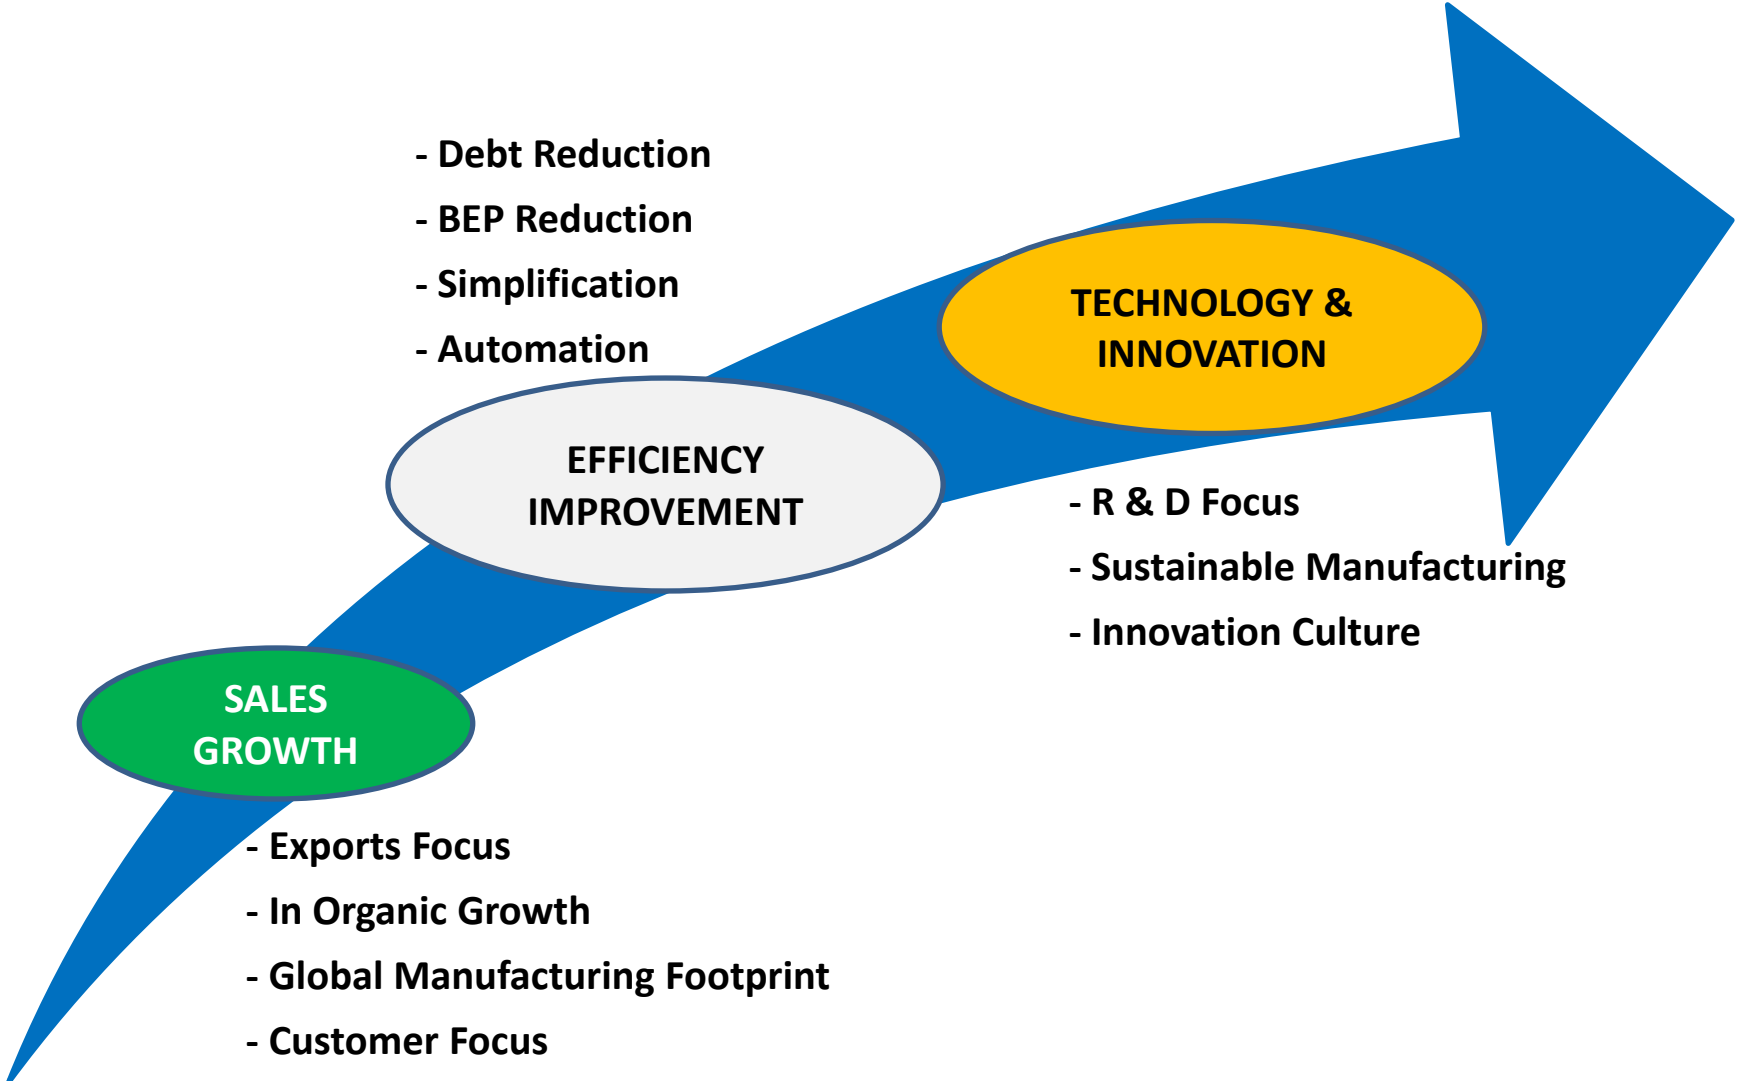 - Debt Reduction
- BEP Reduction
- Simplification
- Automation
TECHNOLOGY &
INNOVATION
EFFICIENCY
IMPROVEMENT
- R & D Focus
- Sustainable Manufacturing
- Innovation Culture
SALES
GROWTH
- Exports Focus
- In Organic Growth
- Global Manufacturing Footprint
- Customer Focus